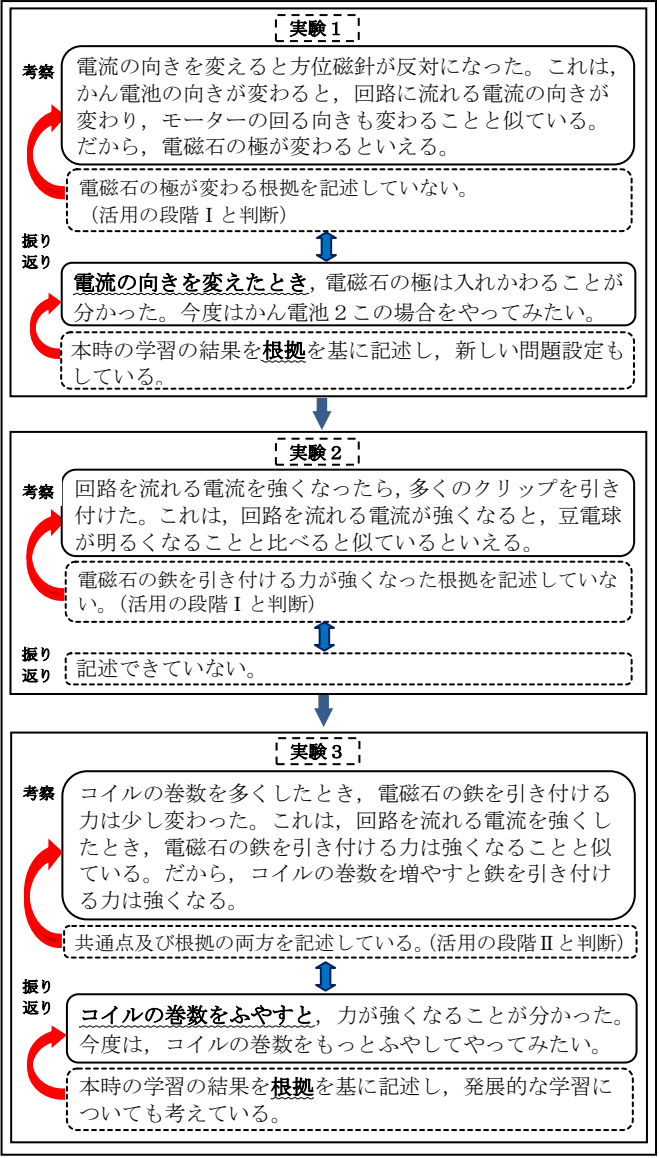 実験１
考察
電流の向きを変えると方位磁針が反対になった。これは，
かん電池の向きが変わると，回路に流れる電流の向きが
変わり，モーターの回る向きも変わることと似ている。
だから，電磁石の極が変わるといえる。
電磁石の極が変わる根拠を記述していない。
（活用の段階Ⅰと判断）
振り
返り
電流の向きを変えたとき，電磁石の極は入れかわることが
分かった。今度はかん電池２この場合をやってみたい。
本時の学習の結果を根拠を基に記述し，新しい問題設定も
している。
実験２
考察
回路を流れる電流を強くなったら，多くのクリップを引き
付けた。これは，回路を流れる電流が強くなると，豆電球
が明るくなることと比べると似ているといえる。
電磁石の鉄を引き付ける力が強くなった根拠を記述していな
い。（活用の段階Ⅰと判断）
振り
返り
記述できていない。
実験３
考察
コイルの巻数を多くしたとき，電磁石の鉄を引き付ける
力は少し変わった。これは，回路を流れる電流を強くし
たとき，電磁石の鉄を引き付ける力は強くなることと似
ている。だから，コイルの巻数を増やすと鉄を引き付け
る力は強くなる。
共通点及び根拠の両方を記述している。（活用の段階Ⅱと判断）
振り
返り
コイルの巻数をふやすと，力が強くなることが分かった。
今度は，コイルの巻数をもっとふやしてやってみたい。
本時の学習の結果を根拠を基に記述し，発展的な学習に
ついても考えている。